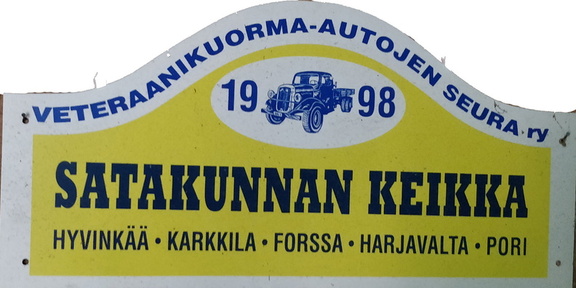 VETERAANIKUORMA-AUTOJEN SEURA ry
1998
SATAKUNNAN KEIKKA
HYVINKÄÄ • KARKKILA • FORSSA • HARJAVALTA • PORI